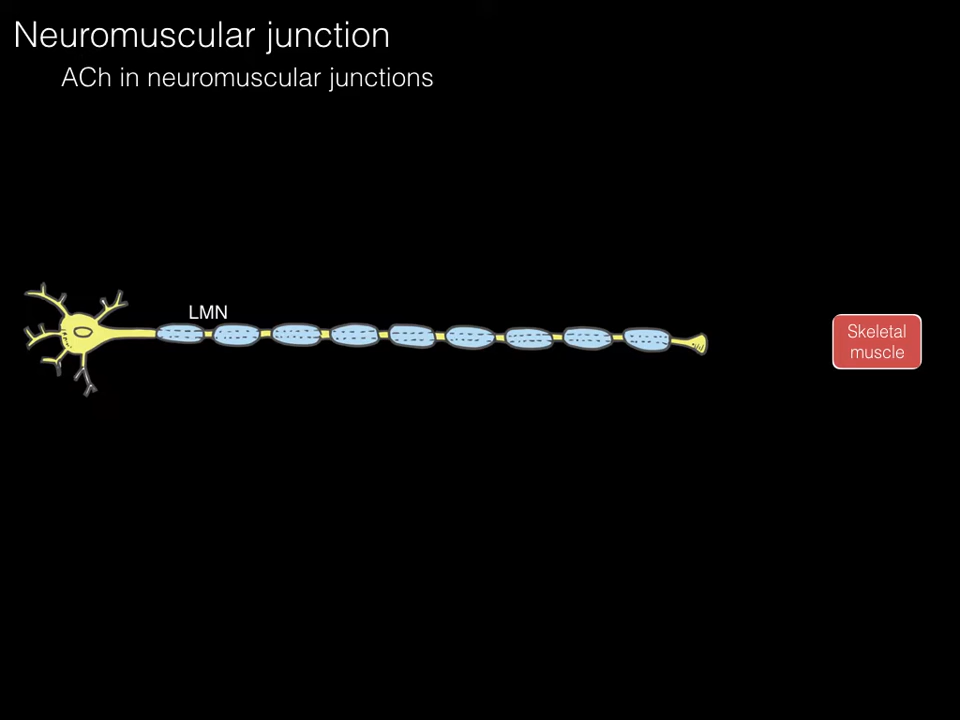 Neuromuscular junction
ACh in neuromuscular junctions
LMN
Skeletal
muscle